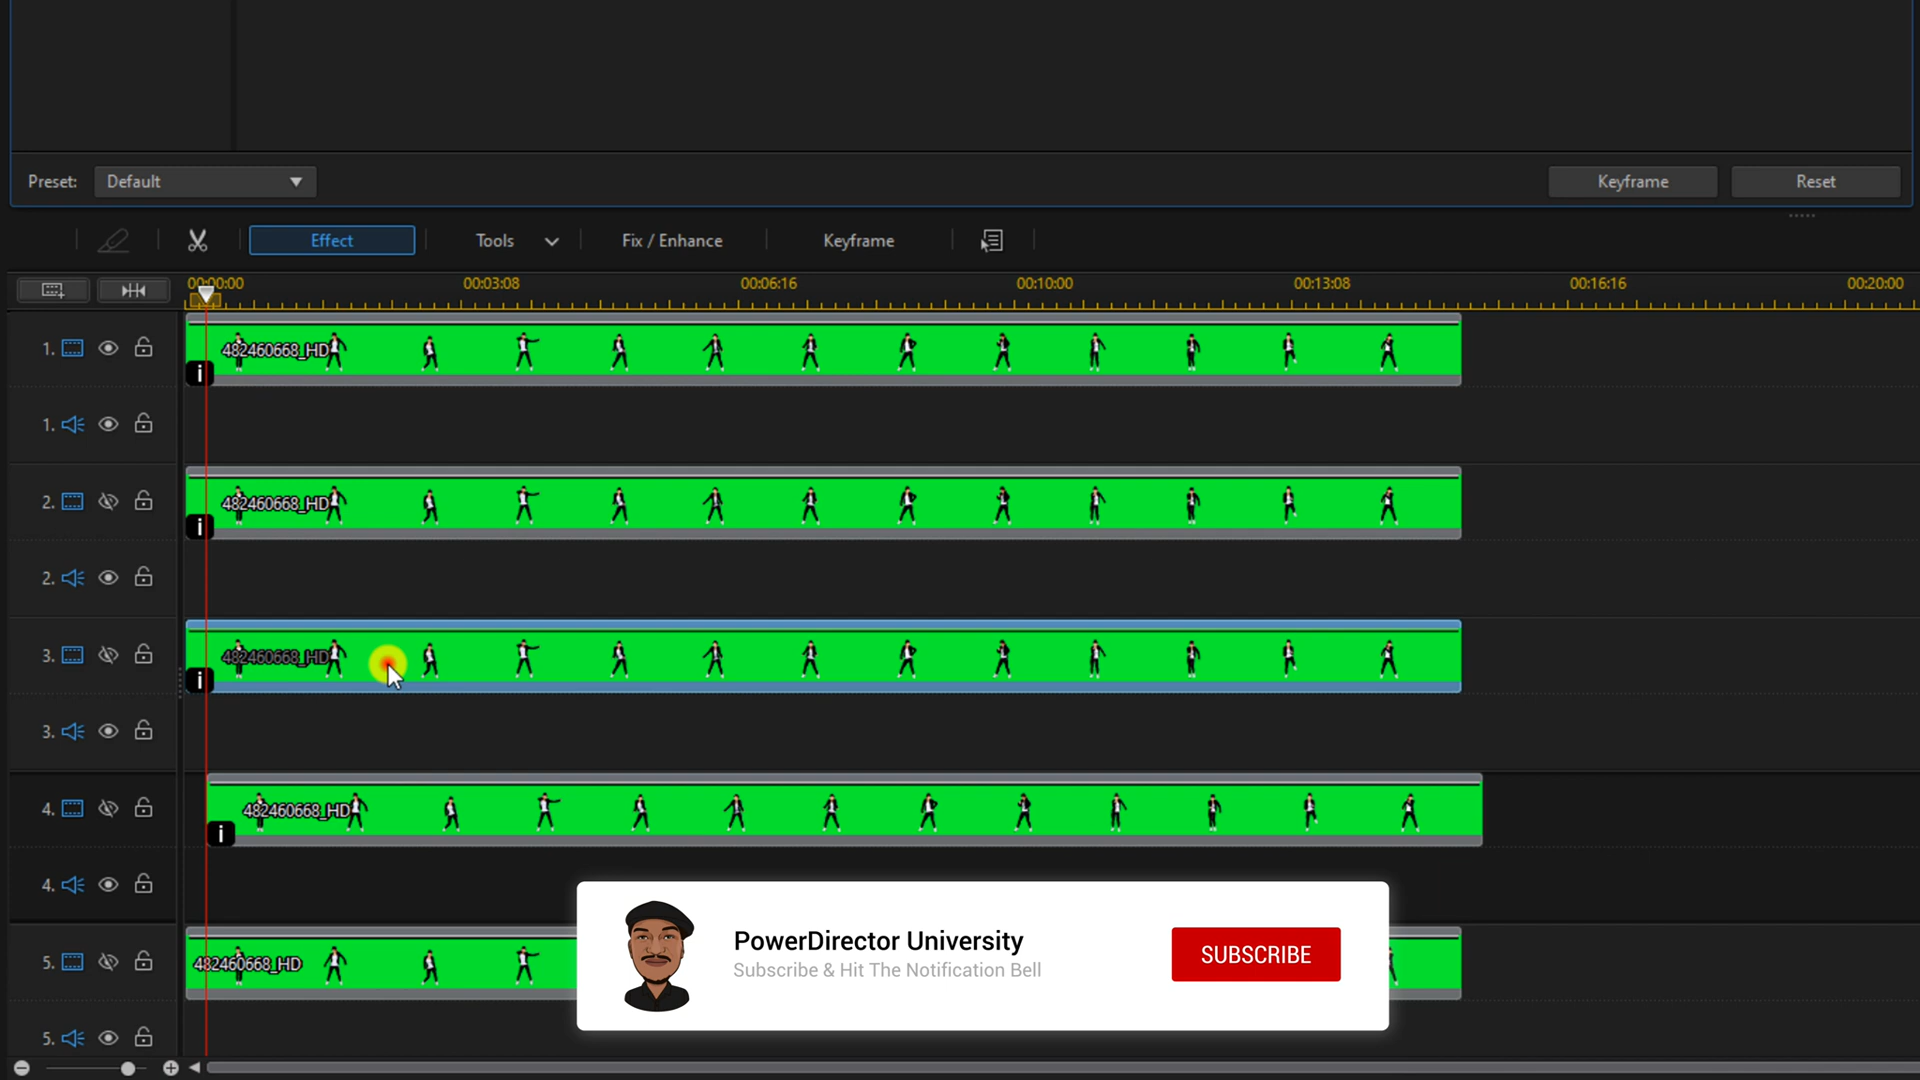 Preset: Default Keyframe Reset
Effect Tools Fix / Enhance Keyframe
00:00:00 00:03:08 00:06:16 00:10:00 00:13:08 00:16:16 00:20:00
1. 482460668_HD
i
1.
2. 482460668_HD
i
2.
3. 482460668_HD
i
3.
4. 482460668_HD
i
4.
PowerDirector University
Subscribe & Hit The Notification Bell
SUBSCRIBE
5. 482460668_HD
5.